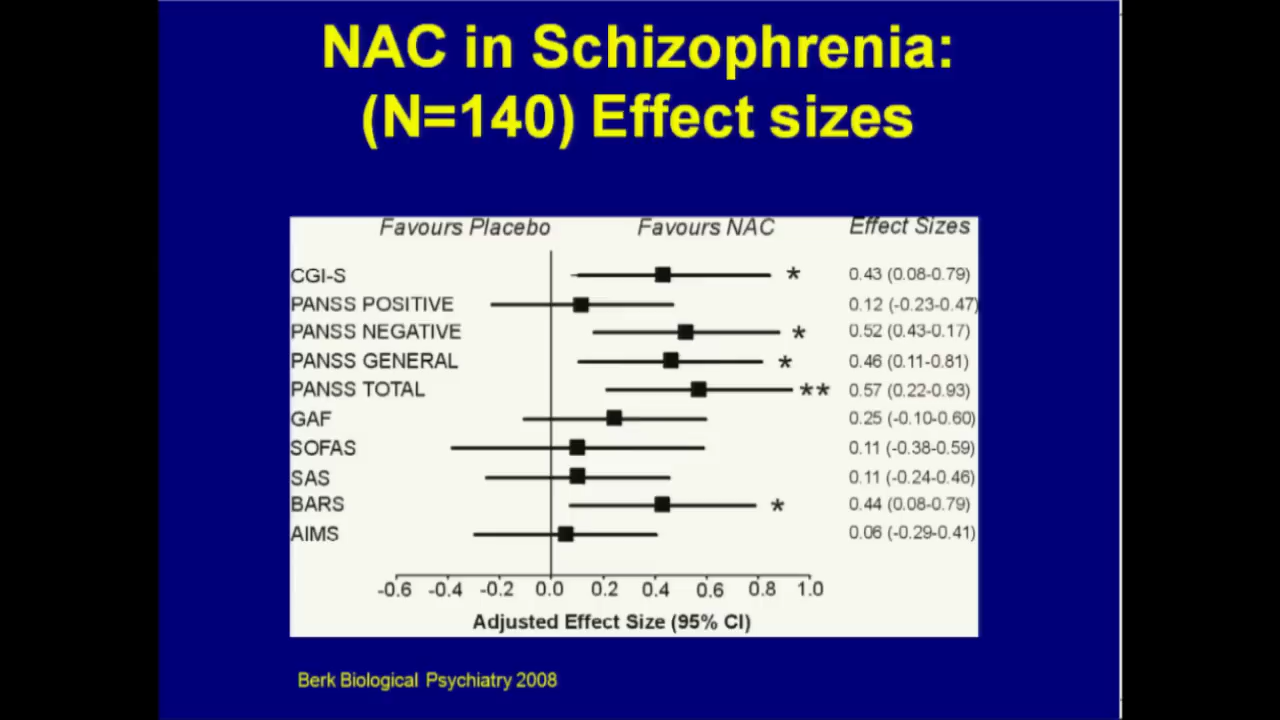 NAC in Schizophrenia:
(N=140) Effect sizes
Favours Placebo Favours NAC Effect Sizes
CGI-S * 0.43 (0.08-0.79)
PANSS POSITIVE 0.12 (-0.23-0.47)
PANSS NEGATIVE * 0.52 (0.43-0.17)
PANSS GENERAL * 0.46 (0.11-0.81)
PANSS TOTAL ** 0.57 (0.22-0.93)
GAF 0.25 (-0.10-0.60)
SOFAS 0.11 (-0.38-0.59)
SAS 0.11 (-0.24-0.46)
BARS * 0.44 (0.08-0.79)
AIMS 0.06 (-0.29-0.41)
-0.6 -0.4 -0.2 0.0 0.2 0.4 0.6 0.8 1.0
Adjusted Effect Size (95% CI)
Berk Biological Psychiatry 2008